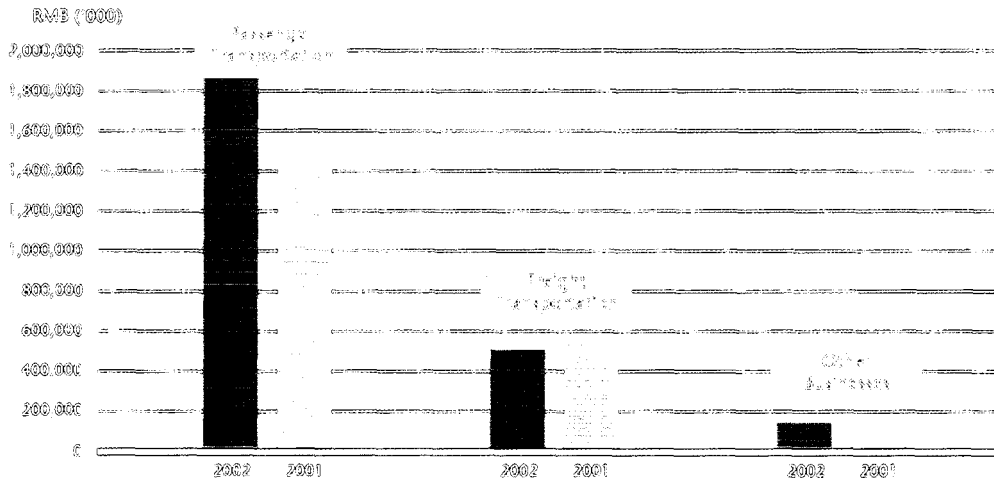 RMB ('000)
Passenger
Transportation
2,000,000
1,800,000
1,600,000
1,400,000
1,200,000
1,000,000
Freight
800,000
Transportation
600,000
Other
400,000
Businesses
200,000
0
2002 2001 2002 2001 2002 2001